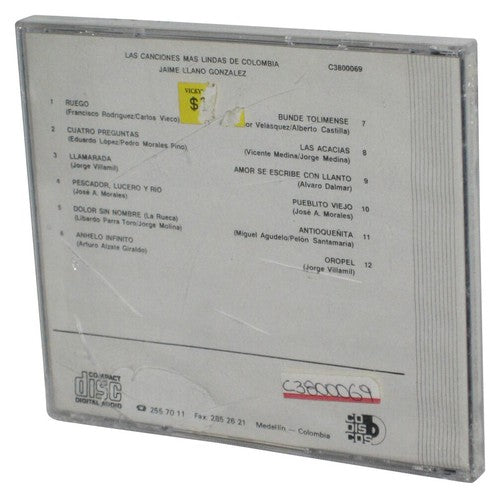 LAS CANCIONES MAS LINDAS DE COLOMBIA C3800069
JAIME LLANO GONZALEZ
VICKY
$
1 RUEGO
(Francisco Rodríguez/Carlos Vieco)
2 CUATRO PREGUNTAS
(Eduardo López/Pedro Morales Pino)
3 LLAMARADA
(Jorge Villamil)
4 PESCADOR, LUCERO Y RIO
(José A. Morales)
5 DOLOR SIN NOMBRE (La Rueca)
(Libardo Parra Toro/Jorge Molina)
6 ANHELO INFINITO
(Arturo Alzate Giraldo)
BUNDE TOLIMENSE 7
or Velásquez/Alberto Castilla)
LAS ACACIAS 8
(Vicente Medina/Jorge Medina)
AMOR SE ESCRIBE CON LLANTO 9
(Alvaro Dalmar)
PUEBLITO VIEJO 10
(José A. Morales)
ANTIOQUEÑITA 11
(Miguel Agudelo/Pelón Santamaría)
OROPEL 12
(Jorge Villamil)
COMPACT
disc
DIGITAL AUDIO
☎ 255 70 11 Fax: 285 26 21 Medellín — Colombia
C3800069
CO
DIS
COS